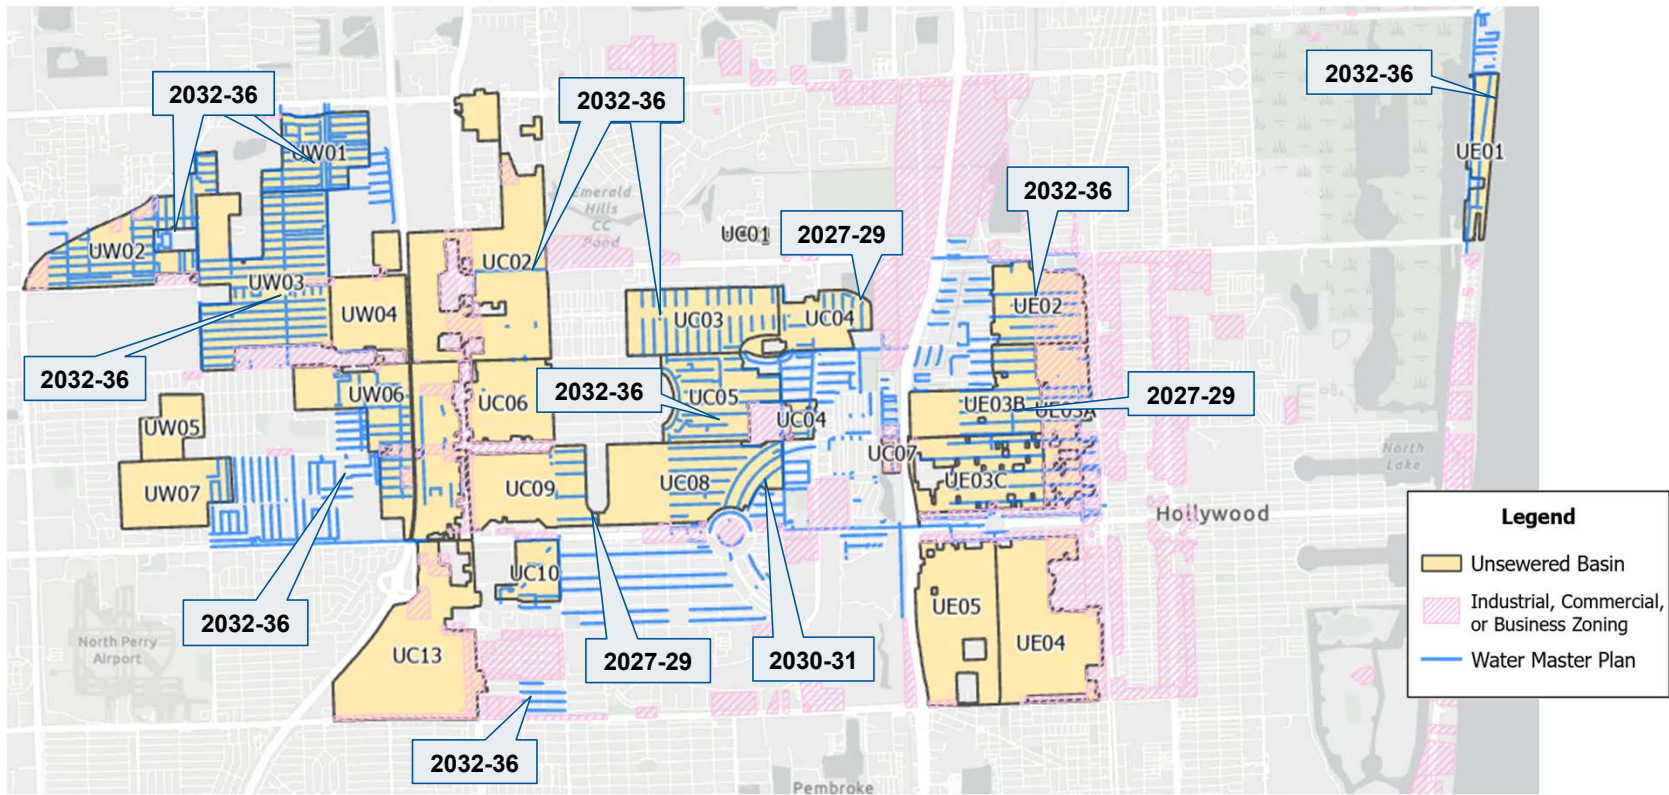 2032-36
2032-36
2032-36
UW01
UE01
2032-36
Emerald
Hills
CC
Pond
UC01
2027-29
UW02
UC02
UW03
UE02
UW04
UC03
UC04
2032-36
2032-36
UW06
UC06
UC05
2027-29
UE03B
UE03A
UC04
UW05
UC07
North
Lake
UW07
UC09
UC08
UE03C
Hollywood
Legend
Unsewered Basin
Industrial, Commercial,
or Business Zoning
Water Master Plan
UC10
UE05
2032-36
UE04
North Perry
Airport
UC13
2027-29
2030-31
2032-36
Pembroke